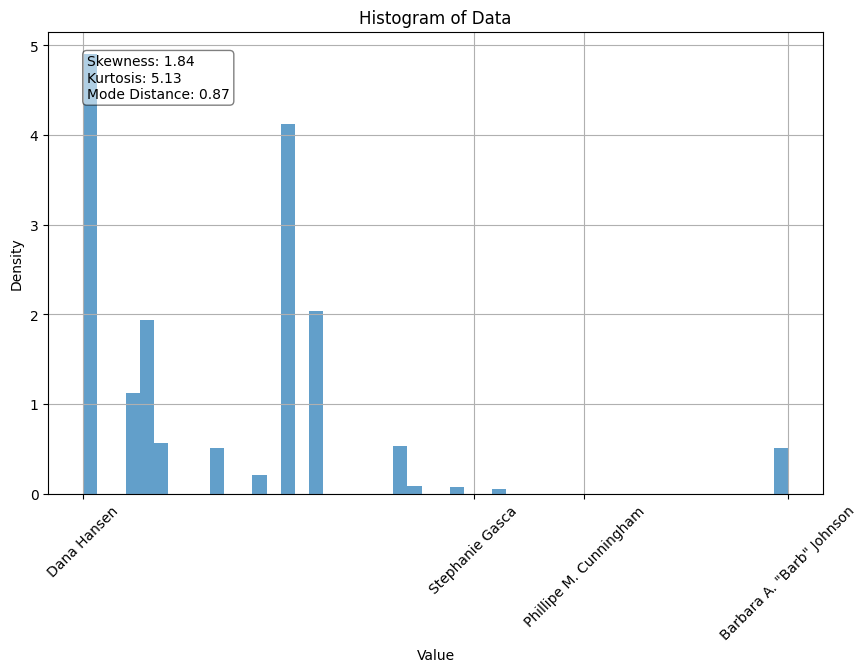 Histogram of Data
Skewness: 1.84
Kurtosis: 5.13
Mode Distance: 0.87
5
4
3
2
1
0
Density
Dana Hansen
Stephanie Gasca
Phillipe M. Cunningham
Barbara A. "Barb" Johnson
Value